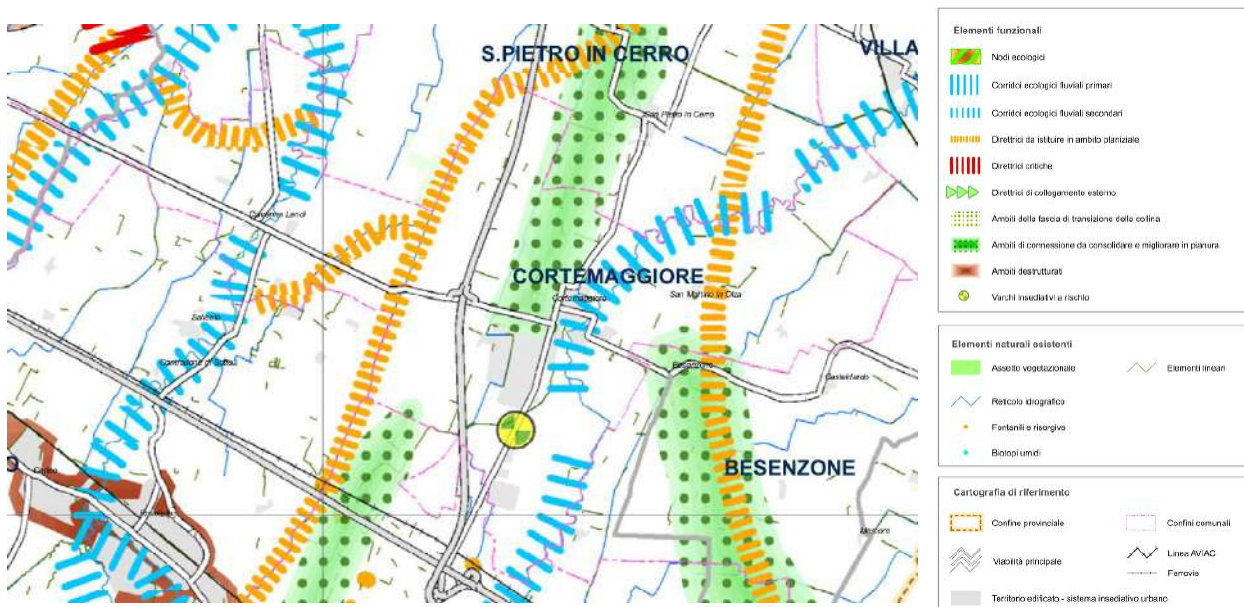 S.PIETRO IN CERRO
VILLA
San Pietro in Cerro
CORTEMAGGIORE
Cortemaggiore
San Martino in Olza
Besenzone
BESENZONE
Elementi funzionali
Nodi ecologici
Corridoi ecologici fluviali primari
Corridoi ecologici fluviali secondari
Direttrici da istituire in ambito planiziale
Direttrici critiche
Direttrici di collegamento esterno
Ambiti della fascia di transizione della collina
Ambiti di connessione da consolidare e migliorare in pianura
Ambiti destrutturati
Varchi insediativi a rischio
Elementi naturali esistenti
Assetto vegetazionale
Elementi lineari
Reticolo idrografico
Fontanili e risorgive
Biotopi umidi
Cartografia di riferimento
Confine provinciale
Confini comunali
Viabilità principale
Linea AV/AC
Ferrovie
Territorio edificato - sistema insediativo urbano